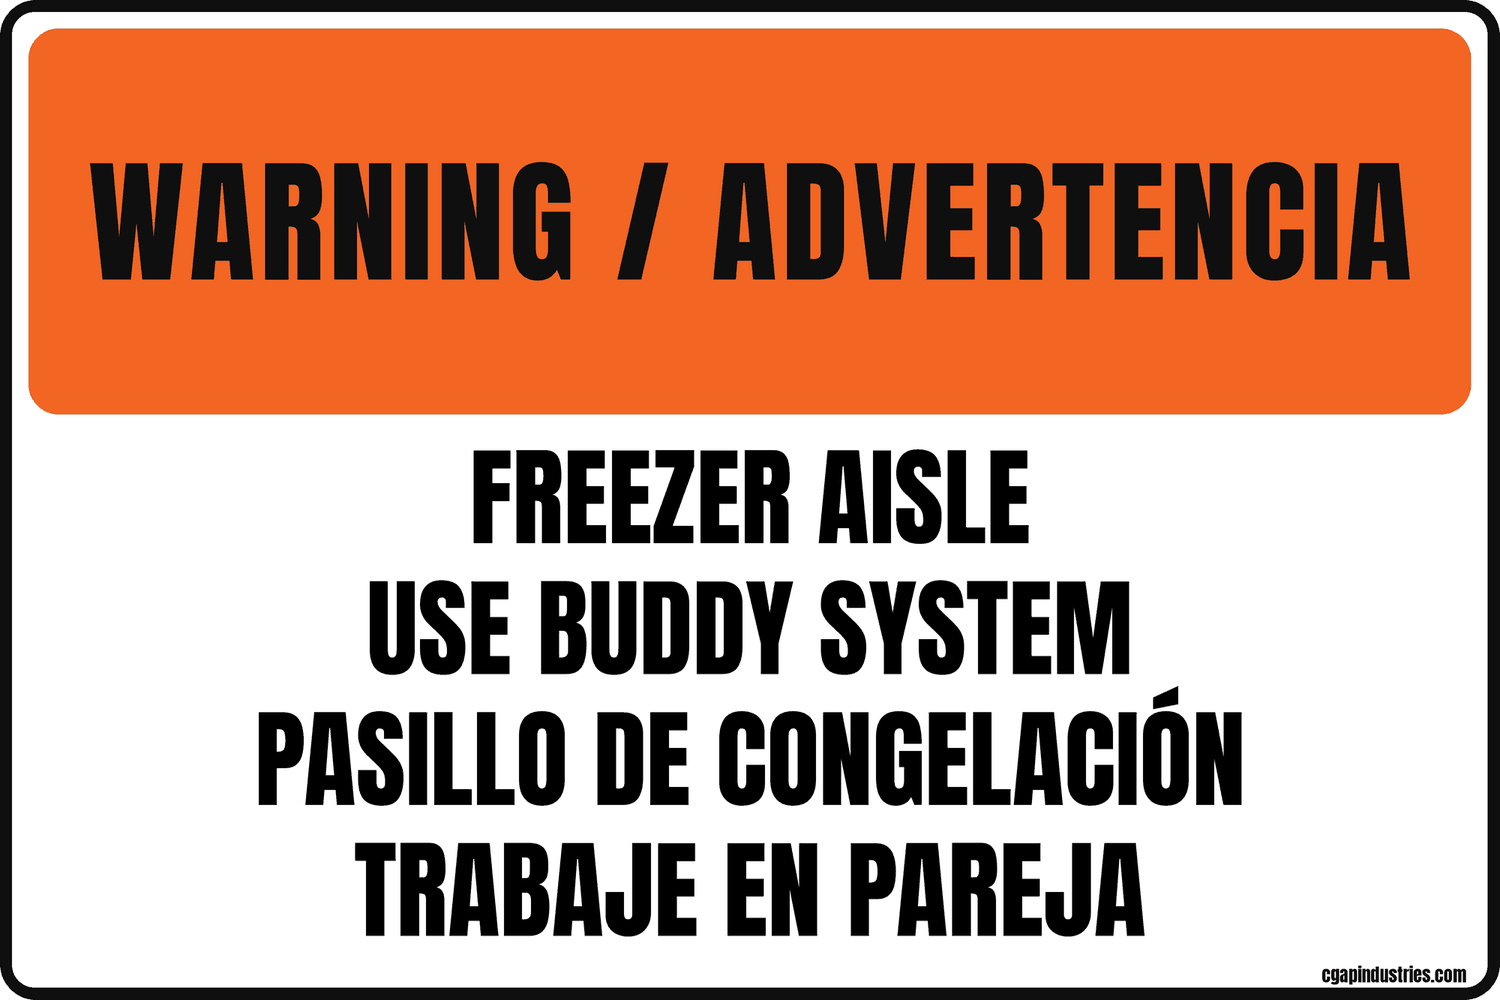 WARNING / ADVERTENCIA
FREEZER AISLE
USE BUDDY SYSTEM
PASILLO DE CONGELACIÓN
TRABAJE EN PAREJA
cgapindustries.com